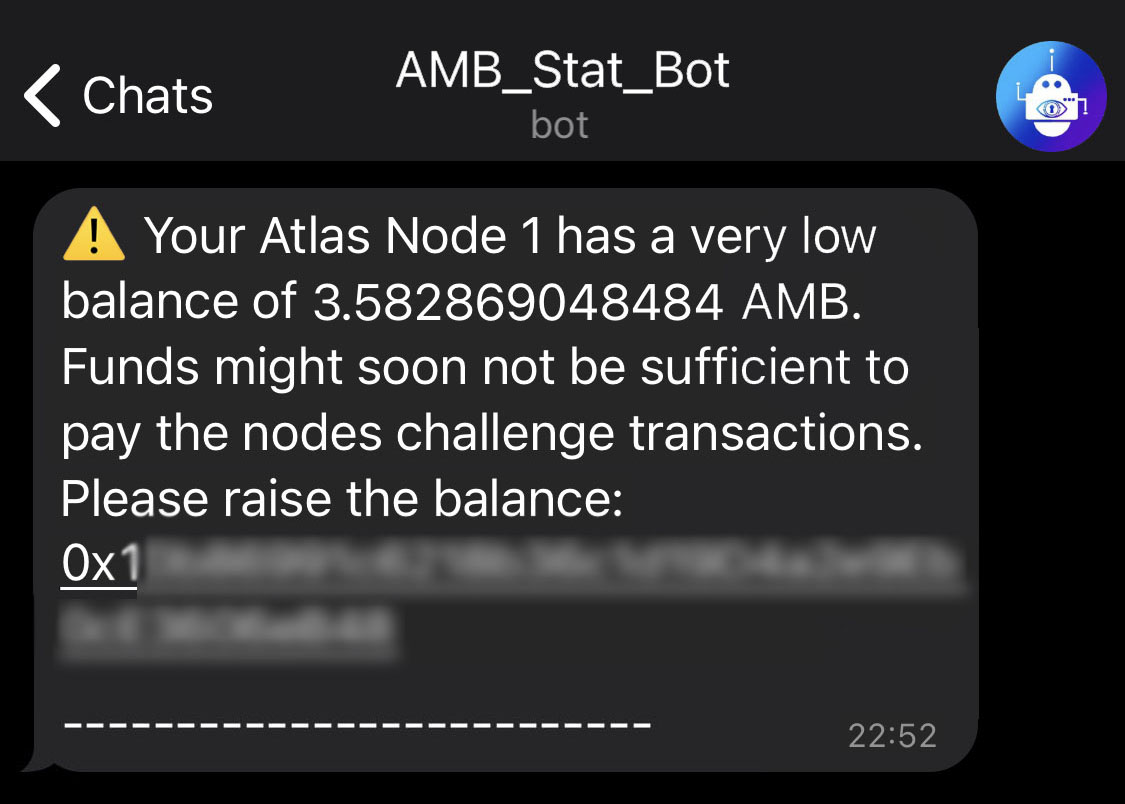 Chats
AMB_Stat_Bot
bot
⚠️ Your Atlas Node 1 has a very low
balance of 3.582869048484 AMB.
Funds might soon not be sufficient to
pay the nodes challenge transactions.
Please raise the balance:
0x1
--------------------------
22:52